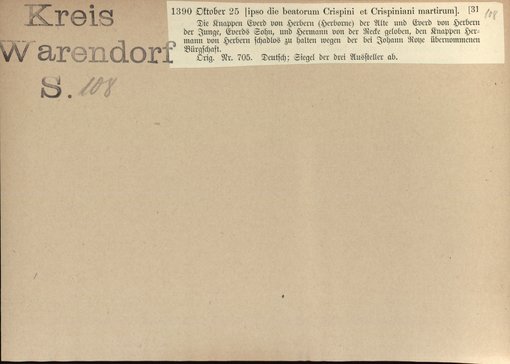 Kreis
Warendorf
S. 108
1390 Oktober 25 [ipso die beatorum Crispini et Crispiniani martirum]. [31
108
Die Knappen Everd von Herbern (Herborne) der Alte und Everd von Herbern
der Junge, Everds Sohn, und Hermann von der Recke geloben, den Knappen Her-
mann von Herbern schadlos zu halten wegen der bei Johann Roye übernommenen
Bürgschaft.
Orig. Nr. 705. Deutsch; Siegel der drei Aussteller ab.